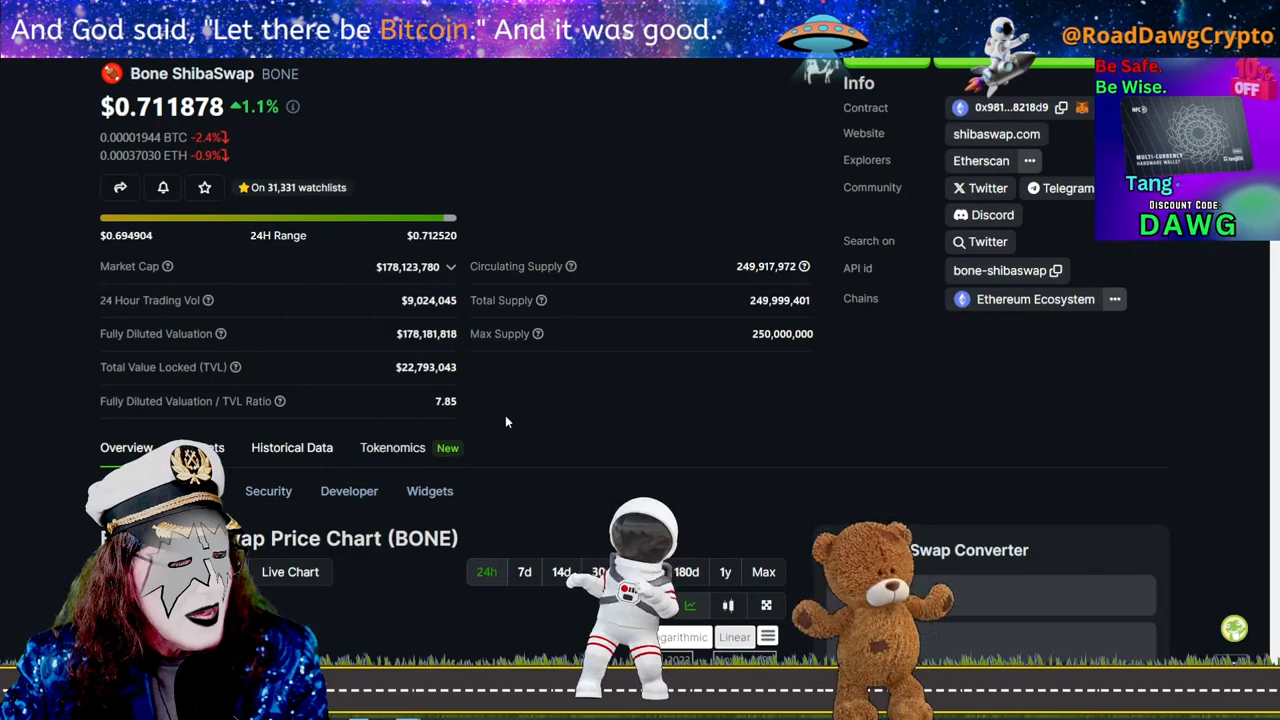 And God said, "Let there be Bitcoin." And it was good.
@RoadDawgCrypto
Bone ShibaSwap BONE
$0.711878 1.1%
0.00001944 BTC -2.4%
0.00037030 ETH -0.9%
On 31,331 watchlists
$0.694904 24H Range $0.712520
Market Cap $178,123,780
24 Hour Trading Vol $9,024,045
Fully Diluted Valuation $178,181,818
Total Value Locked (TVL) $22,793,043
Fully Diluted Valuation / TVL Ratio 7.85
Circulating Supply 249,917,972
Total Supply 249,999,401
Max Supply 250,000,000
Info
Contract 0x981...8218d9
Website shibaswap.com
Explorers Etherscan
Community Twitter Telegram
Discord
Search on Twitter
API id bone-shibaswap
Chains Ethereum Ecosystem
Be Safe.
Be Wise.
10%
OFF
NFC
MULTI-CURRENCY
HARDWARE WALLET
Tang
DISCOUNT CODE:
DAWG
Overview Historical Data Tokenomics New
Security Developer Widgets
Price Chart (BONE)
Live Chart
24h 7d 14d 180d 1y Max
Linear
Swap Converter